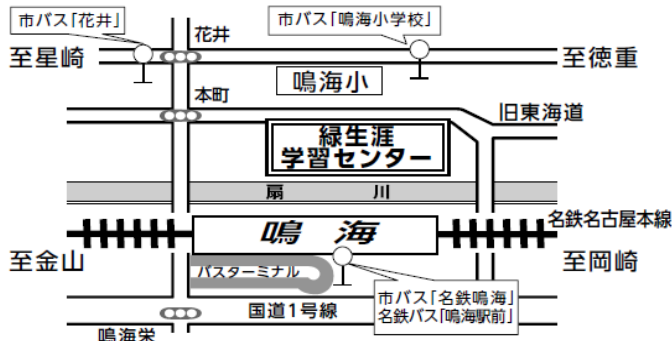 市バス「花井」
花井
市バス「鳴海小学校」
至星崎
至徳重
鳴海小
本町
旧東海道
緑生涯
学習センター
扇川
名鉄名古屋本線
鳴海
至金山
至岡崎
バスターミナル
市バス「名鉄鳴海」
名鉄バス「鳴海駅前」
国道1号線
鳴海栄